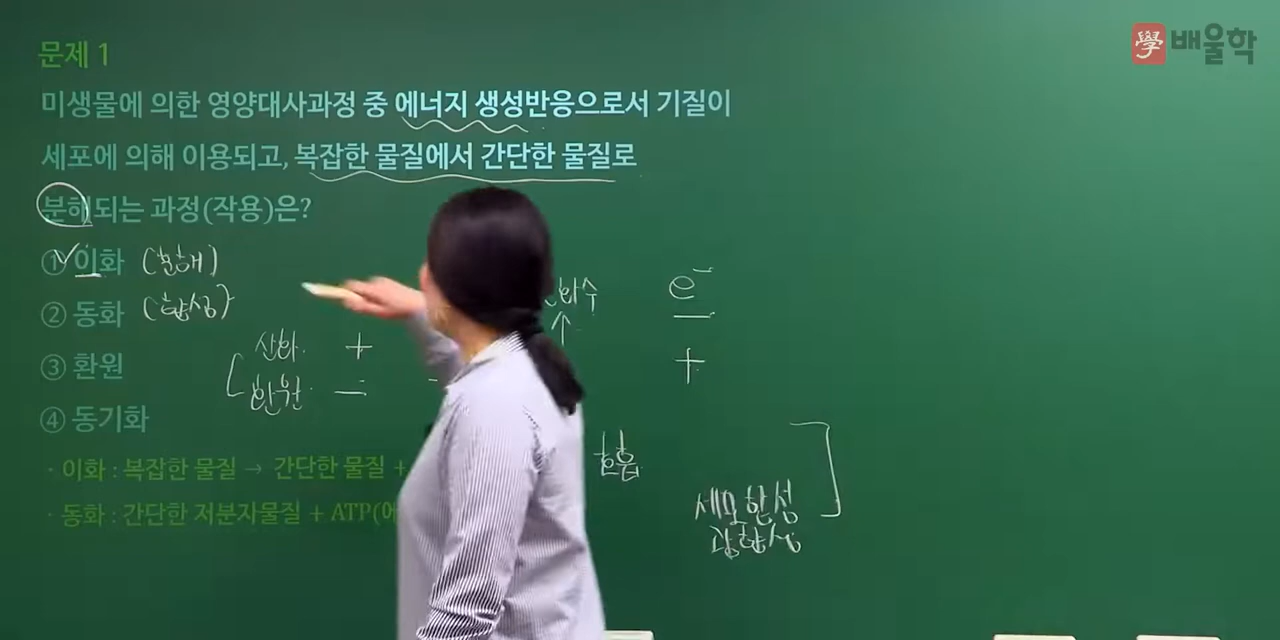 學 배울학
문제 1
미생물에 의한 영양대사과정 중 에너지 생성반응으로서 기질이
세포에 의해 이용되고, 복잡한 물질에서 간단한 물질로
분해되는 과정(작용)은?
① 이화 (분해)
② 동화 (합성)
화수 e⁻
산화 + ↑
③ 환원
환원 - +
④ 동기화
· 이화 : 복잡한 물질 → 간단한 물질 + 호흡
· 동화 : 간단한 저분자물질 + ATP(에 세포합성
광합성